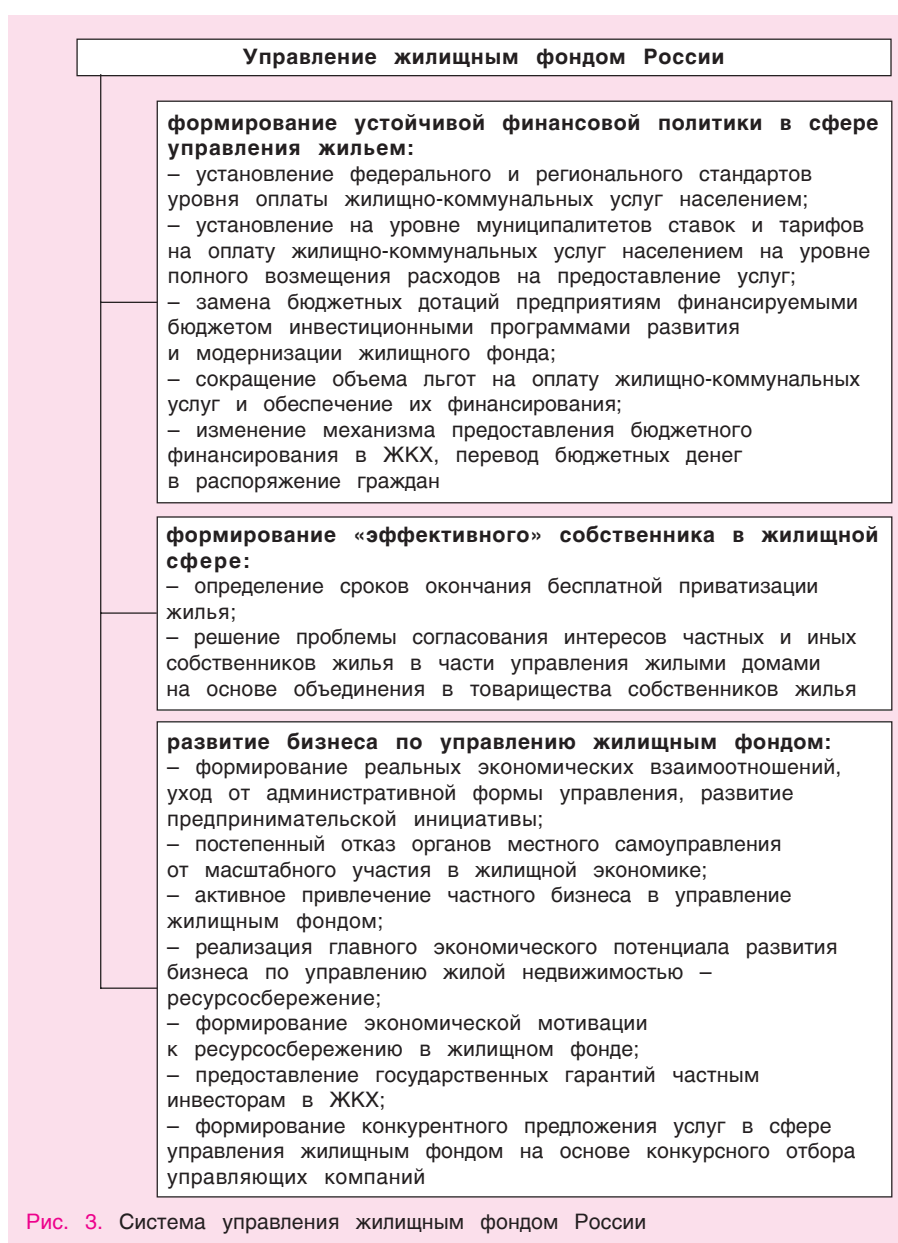 Управление жилищным фондом России
формирование устойчивой финансовой политики в сфере
управления жильем:
– установление федерального и регионального стандартов
уровня оплаты жилищно-коммунальных услуг населением;
– установление на уровне муниципалитетов ставок и тарифов
на оплату жилищно-коммунальных услуг населением на уровне
полного возмещения расходов на предоставление услуг;
– замена бюджетных дотаций предприятиям финансируемыми
бюджетом инвестиционными программами развития
и модернизации жилищного фонда;
– сокращение объема льгот на оплату жилищно-коммунальных
услуг и обеспечение их финансирования;
– изменение механизма предоставления бюджетного
финансирования в ЖКХ, перевод бюджетных денег
в распоряжение граждан
формирование «эффективного» собственника в жилищной
сфере:
– определение сроков окончания бесплатной приватизации
жилья;
– решение проблемы согласования интересов частных и иных
собственников жилья в части управления жилыми домами
на основе объединения в товарищества собственников жилья
развитие бизнеса по управлению жилищным фондом:
– формирование реальных экономических взаимоотношений,
уход от административной формы управления, развитие
предпринимательской инициативы;
– постепенный отказ органов местного самоуправления
от масштабного участия в жилищной экономике;
– активное привлечение частного бизнеса в управление
жилищным фондом;
– реализация главного экономического потенциала развития
бизнеса по управлению жилой недвижимостью –
ресурсосбережение;
– формирование экономической мотивации
к ресурсосбережению в жилищном фонде;
– предоставление государственных гарантий частным
инвесторам в ЖКХ;
– формирование конкурентного предложения услуг в сфере
управления жилищным фондом на основе конкурсного отбора
управляющих компаний
Рис. 3. Система управления жилищным фондом России